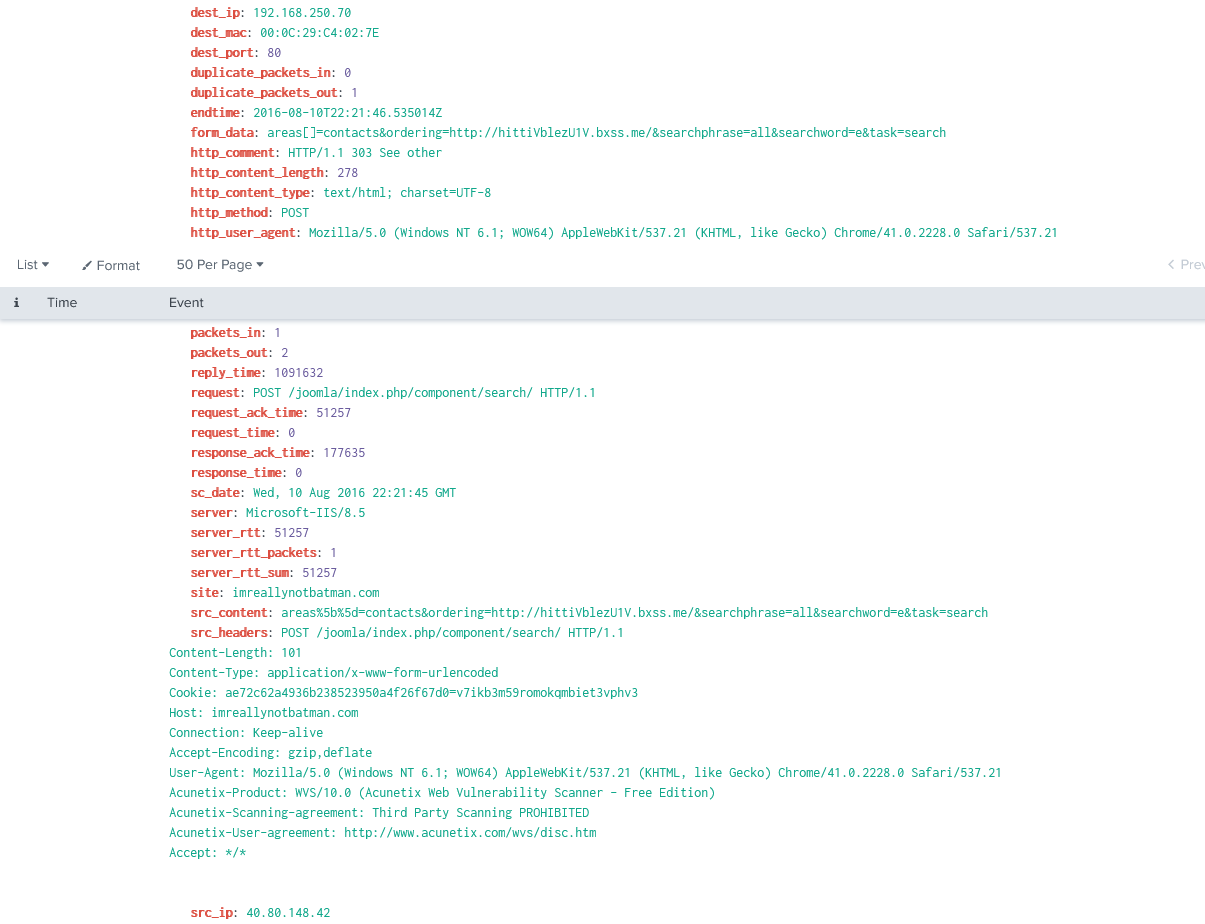 dest_ip: 192.168.250.70
dest_mac: 00:0C:29:C4:02:7E
dest_port: 80
duplicate_packets_in: 0
duplicate_packets_out: 1
endtime: 2016-08-10T22:21:46.535014Z
form_data: areas[]=contacts&ordering=http://hittiVblezU1V.bxss.me/&searchphrase=all&searchword=e&task=search
http_comment: HTTP/1.1 303 See other
http_content_length: 278
http_content_type: text/html; charset=UTF-8
http_method: POST
http_user_agent: Mozilla/5.0 (Windows NT 6.1; WOW64) AppleWebKit/537.21 (KHTML, like Gecko) Chrome/41.0.2228.0 Safari/537.21
List Format 50 Per Page < Prev
i Time Event
packets_in: 1
packets_out: 2
reply_time: 1091632
request: POST /joomla/index.php/component/search/ HTTP/1.1
request_ack_time: 51257
request_time: 0
response_ack_time: 177635
response_time: 0
sc_date: Wed, 10 Aug 2016 22:21:45 GMT
server: Microsoft-IIS/8.5
server_rtt: 51257
server_rtt_packets: 1
server_rtt_sum: 51257
site: imreallynotbatman.com
src_content: areas%5b%5d=contacts&ordering=http://hittiVblezU1V.bxss.me/&searchphrase=all&searchword=e&task=search
src_headers: POST /joomla/index.php/component/search/ HTTP/1.1
Content-Length: 101
Content-Type: application/x-www-form-urlencoded
Cookie: ae72c62a4936b238523950a4f26f67d0=v7ikb3m59romokqmbiet3vphv3
Host: imreallynotbatman.com
Connection: Keep-alive
Accept-Encoding: gzip,deflate
User-Agent: Mozilla/5.0 (Windows NT 6.1; WOW64) AppleWebKit/537.21 (KHTML, like Gecko) Chrome/41.0.2228.0 Safari/537.21
Acunetix-Product: WVS/10.0 (Acunetix Web Vulnerability Scanner - Free Edition)
Acunetix-Scanning-agreement: Third Party Scanning PROHIBITED
Acunetix-User-agreement: http://www.acunetix.com/wvs/disc.htm
Accept: */*
src_ip: 40.80.148.42